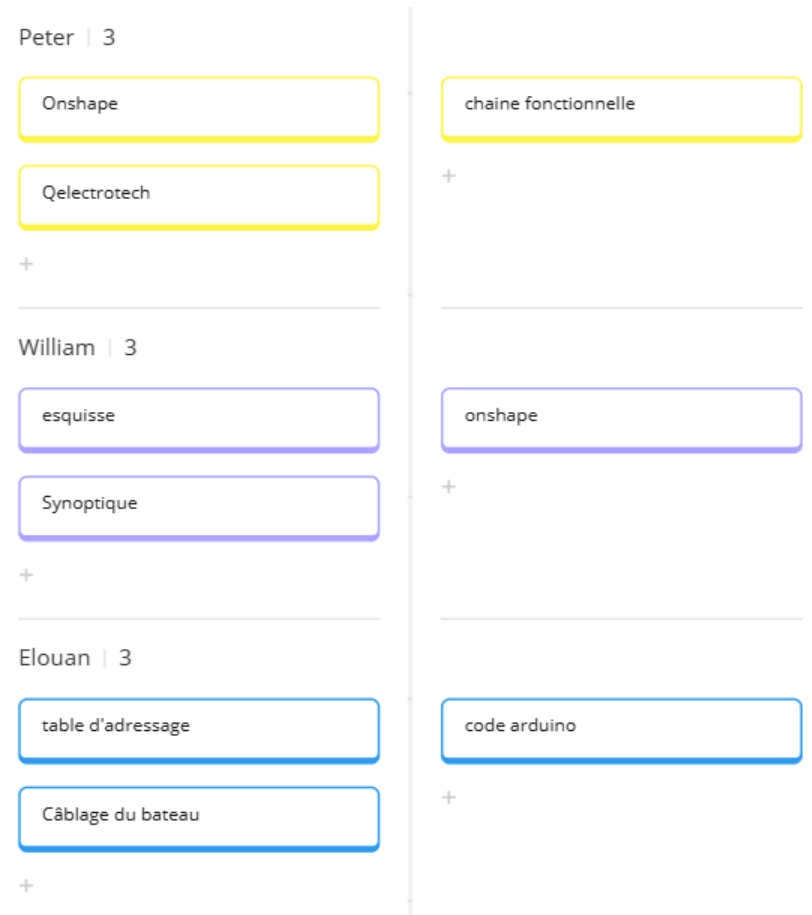 Peter | 3
Onshape
chaine fonctionnelle
Qelectrotech
+
+
William | 3
esquisse
onshape
Synoptique
+
+
Elouan | 3
table d'adressage
code arduino
Câblage du bateau
+
+